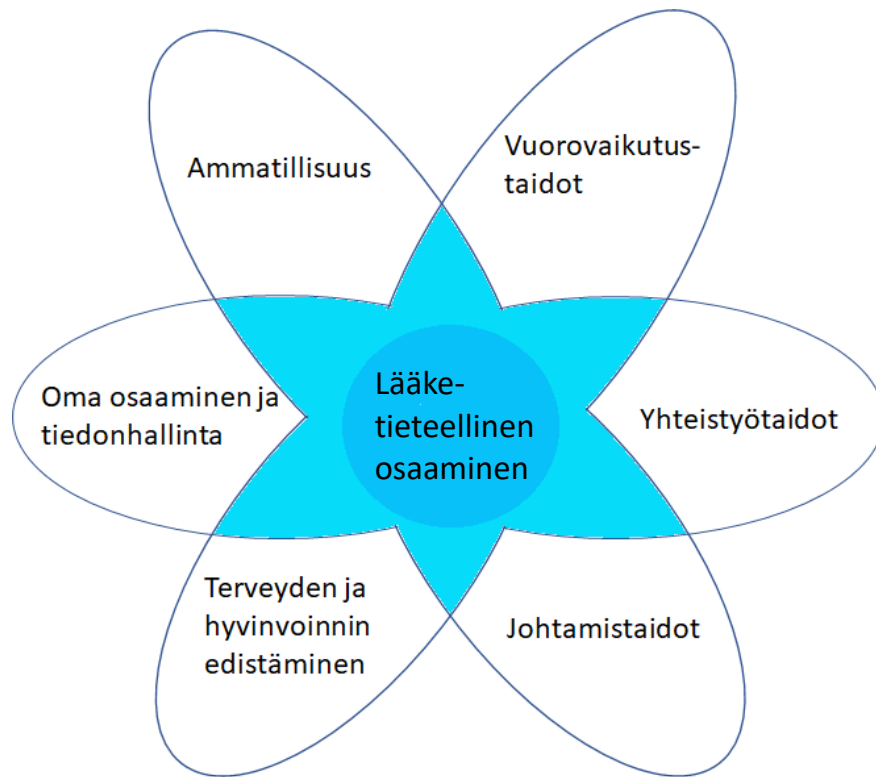 Ammatillisuus
Vuorovaikutus-
taidot
Oma osaaminen ja
tiedonhallinta
Lääke-
tieteellinen
osaaminen
Yhteistyötaidot
Terveyden ja
hyvinvoinnin
edistäminen
Johtamistaidot